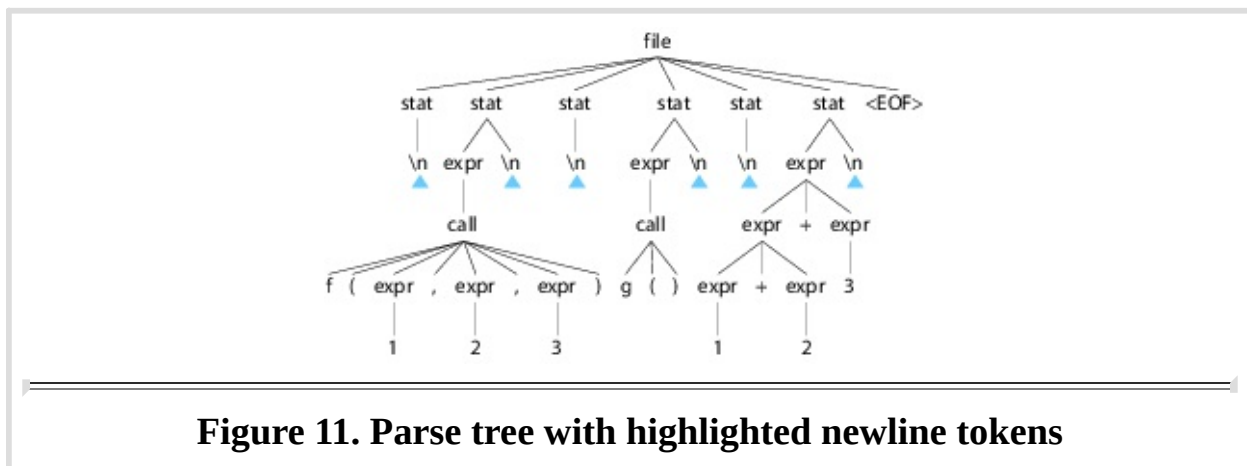 file
stat stat stat stat stat stat <EOF>
\n expr \n \n expr \n \n expr \n
call call expr + expr
f ( expr , expr , expr ) g ( ) expr + expr 3
1 2 3 1 2
Figure 11. Parse tree with highlighted newline tokens